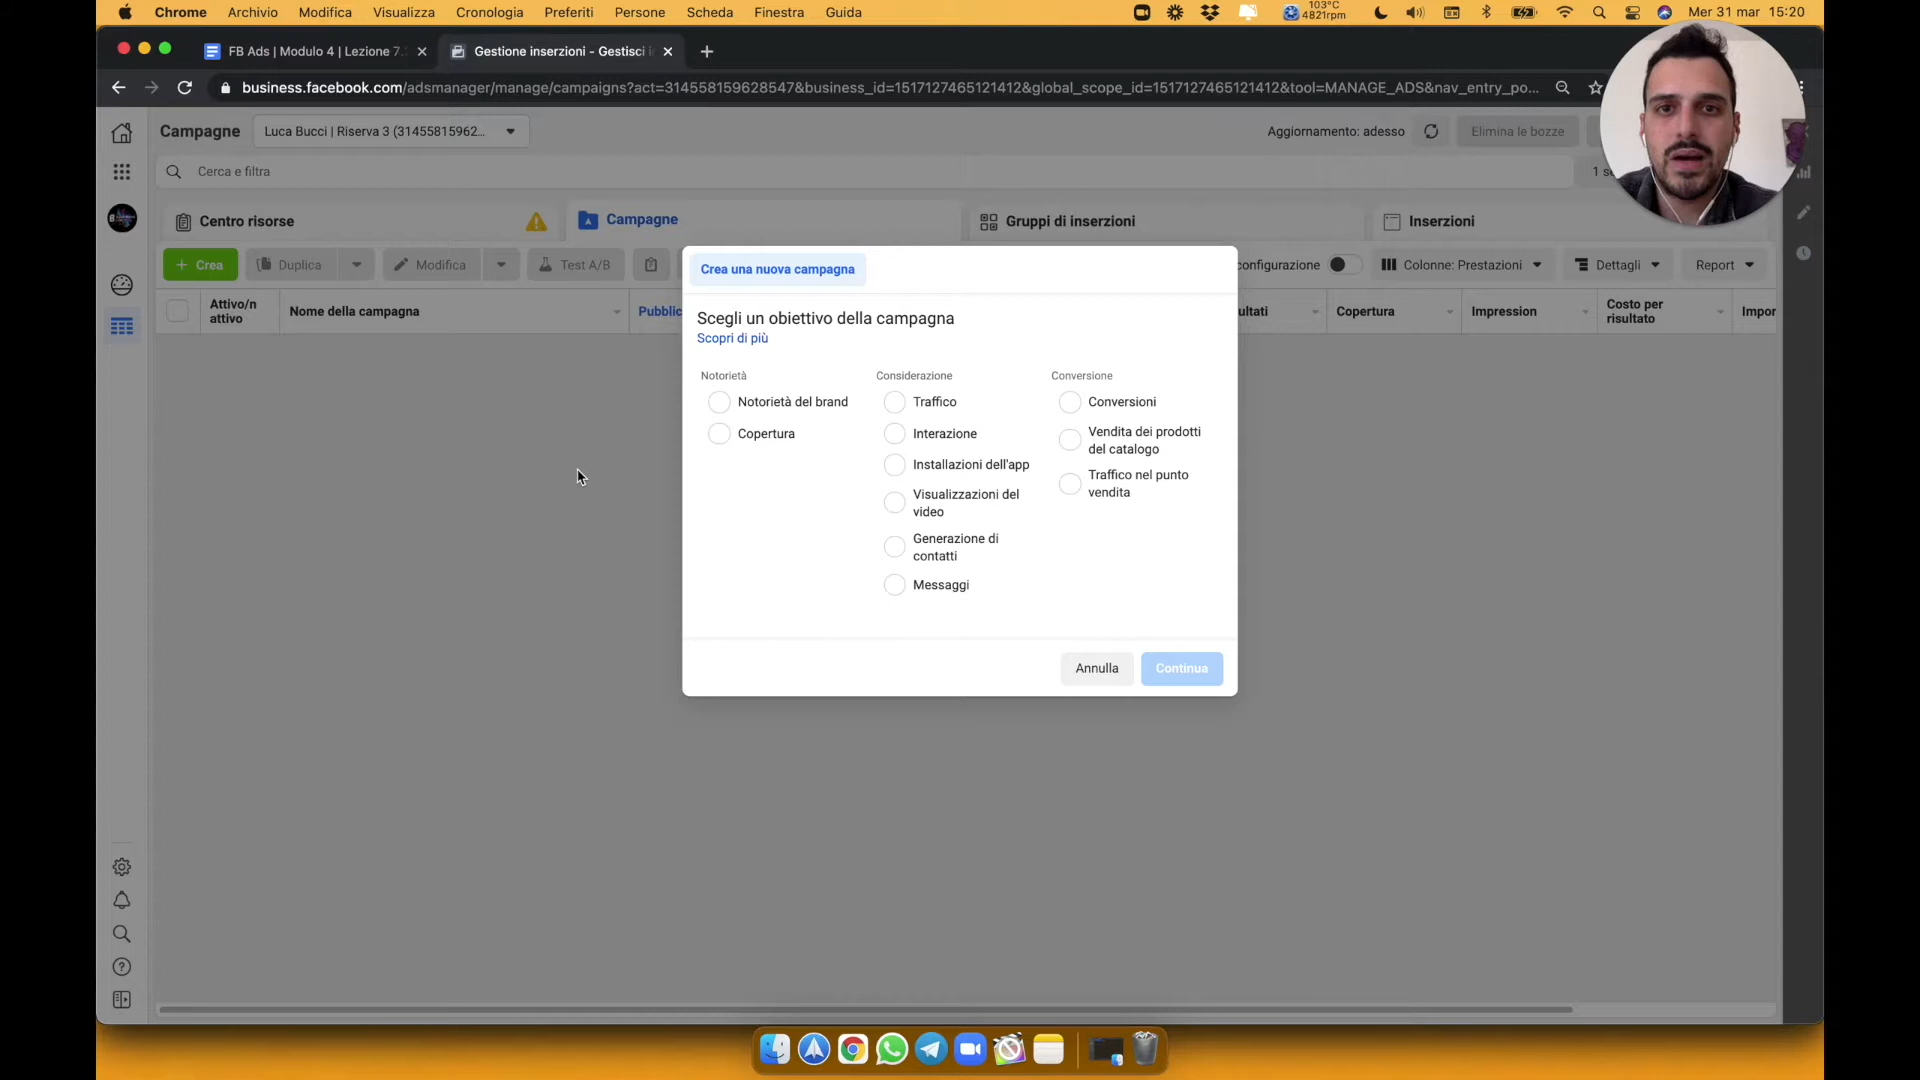 Chrome Archivio Modifica Visualizza Cronologia Preferiti Persone Scheda Finestra Guida
103°C
4821rpm
Mer 31 mar 15:20
FB Ads | Modulo 4 | Lezione 7.
Gestione inserzioni - Gestisci i
business.facebook.com/adsmanager/manage/campaigns?act=314558159628547&business_id=1517127465121412&global_scope_id=1517127465121412&tool=MANAGE_ADS&nav_entry_po...
Campagne
Luca Bucci | Riserva 3 (31455815962...
Aggiornamento: adesso
Elimina le bozze
Cerca e filtra
1 se
Centro risorse
Campagne
Gruppi di inserzioni
Inserzioni
+ Crea
Duplica
Modifica
Test A/B
configurazione
Colonne: Prestazioni
Dettagli
Report
Attivo/n
attivo
Nome della campagna
Pubblic
ltati
Copertura
Impression
Costo per
risultato
Impor
Crea una nuova campagna
Scegli un obiettivo della campagna
Scopri di più
Notorietà
Notorietà del brand
Copertura
Considerazione
Traffico
Interazione
Installazioni dell'app
Visualizzazioni del
video
Generazione di
contatti
Messaggi
Conversione
Conversioni
Vendita dei prodotti
del catalogo
Traffico nel punto
vendita
Annulla
Continua